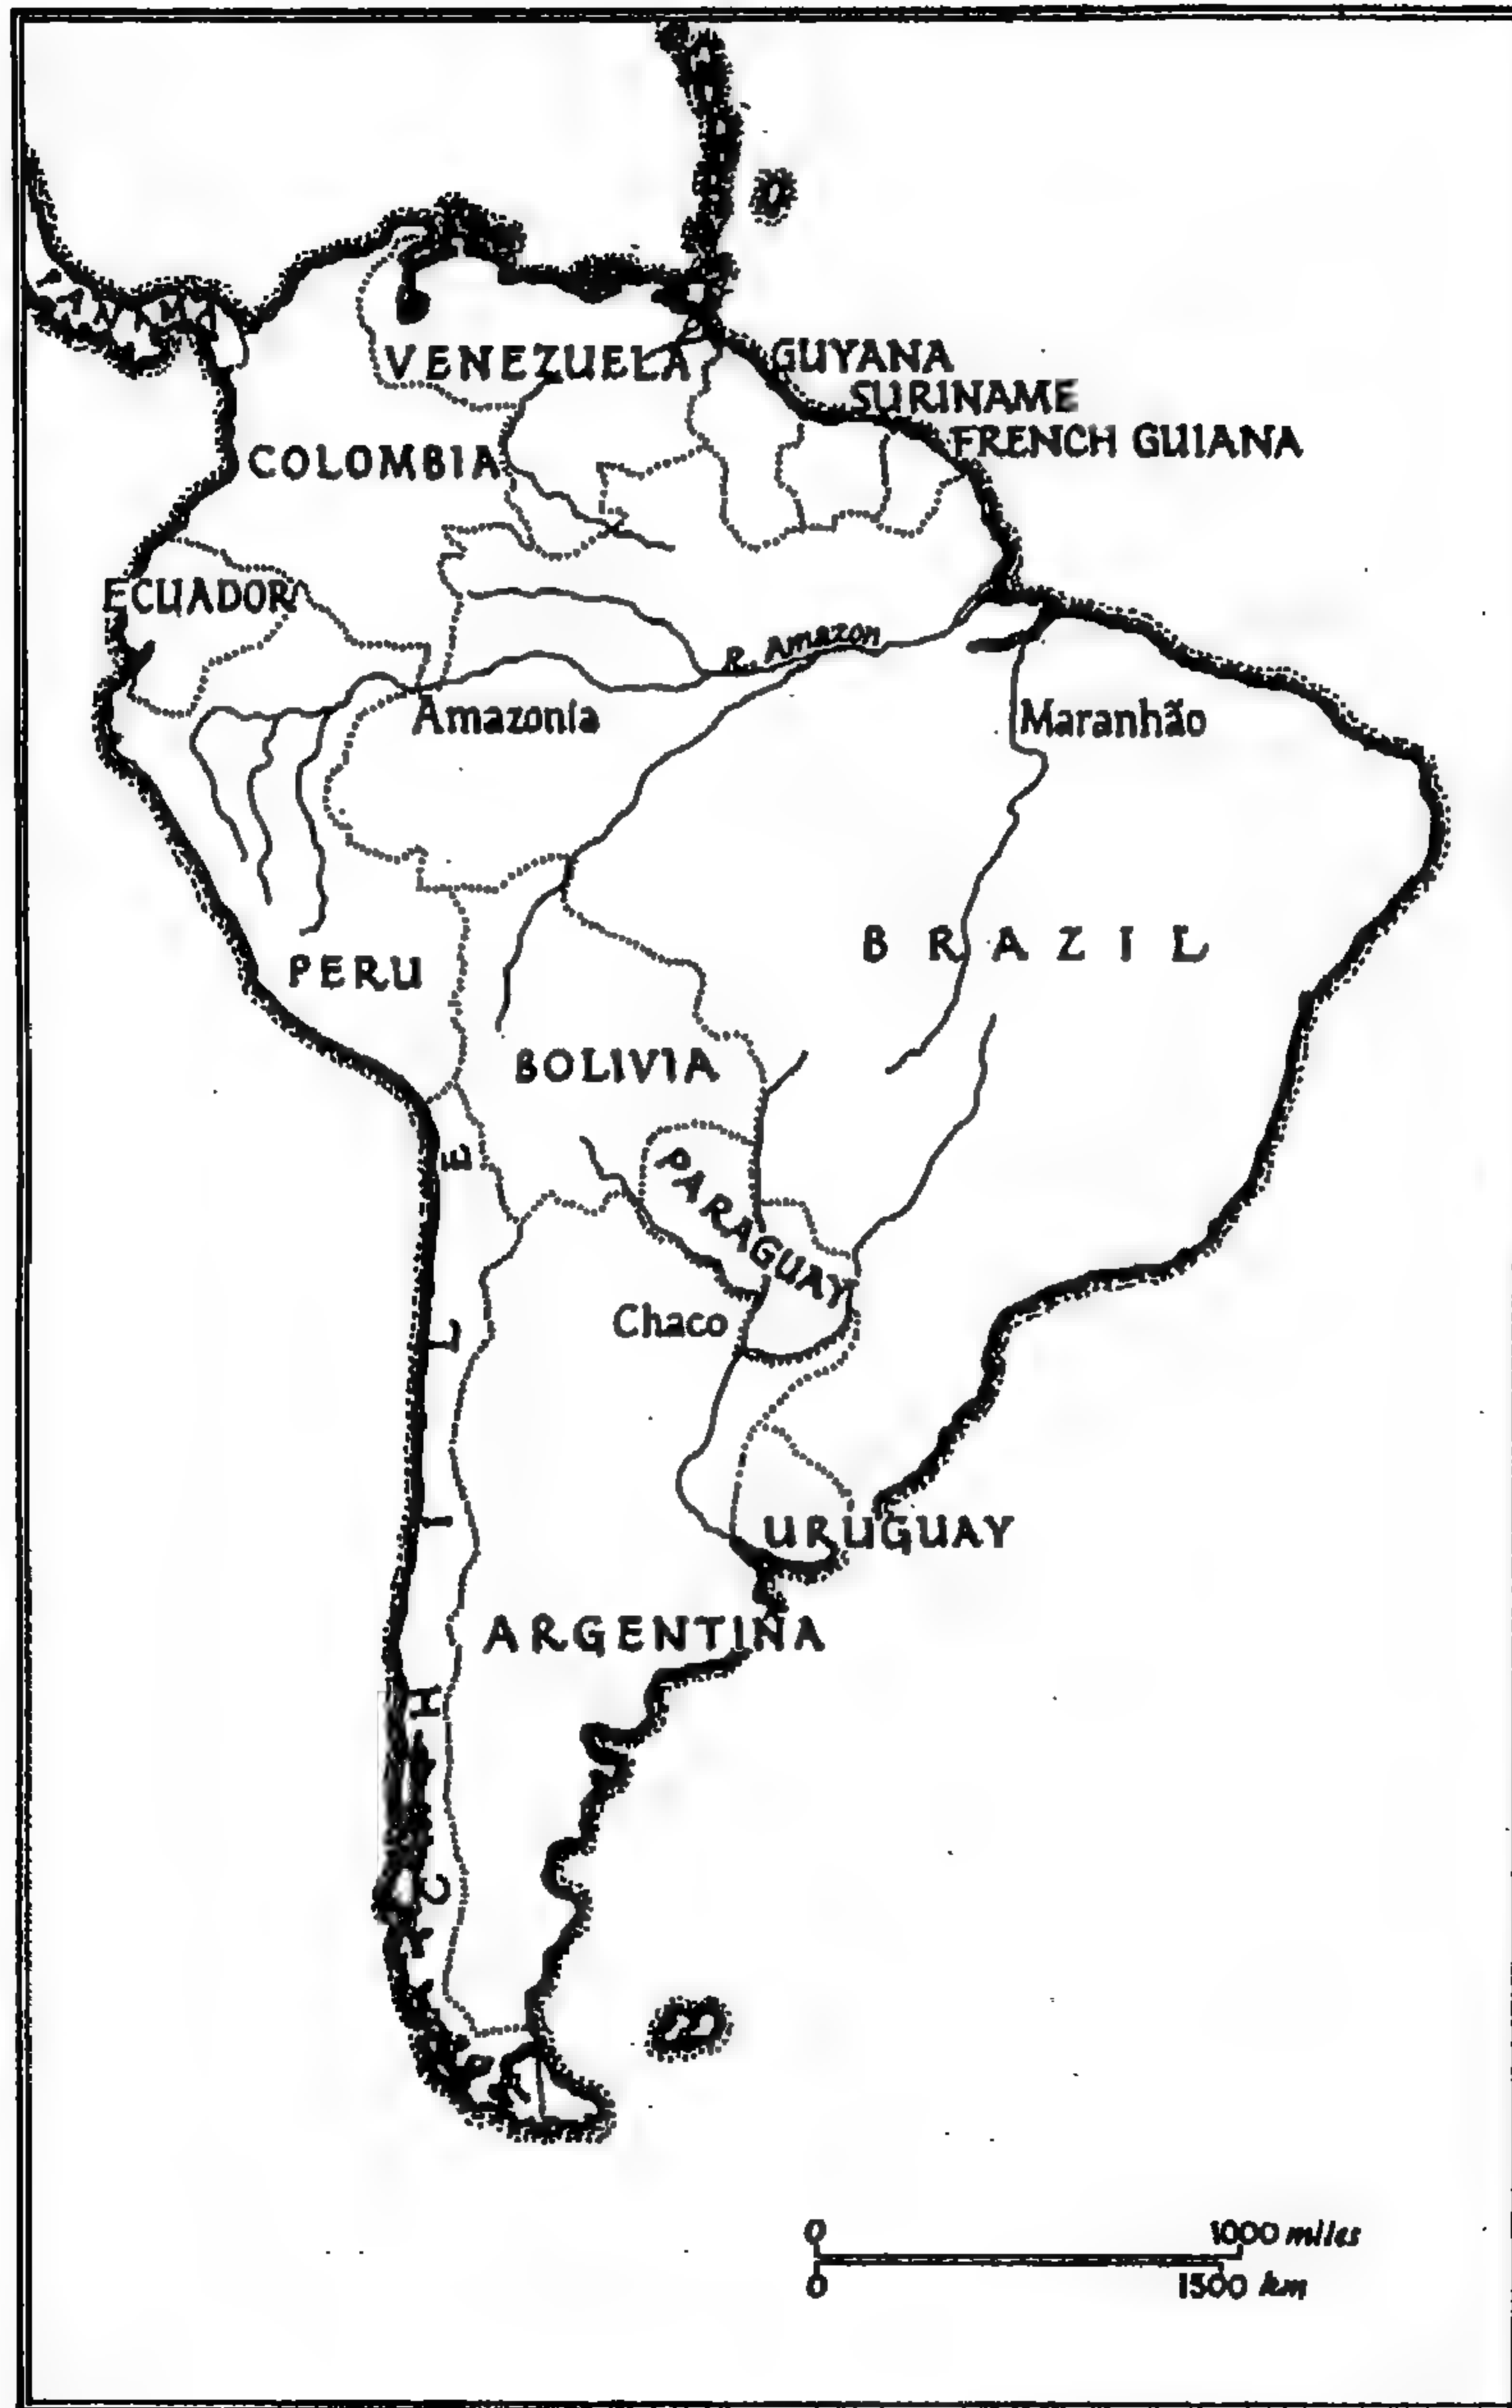 PANAMA
VENEZUELA
GUYANA
SURINAME
FRENCH GUIANA
COLOMBIA
ECUADOR
R. Amazon
Amazonia
Maranhão
BRAZIL
PERU
BOLIVIA
PARAGUAY
Chaco
CHILE
URUGUAY
ARGENTINA
0 1000 miles
0 1500 km